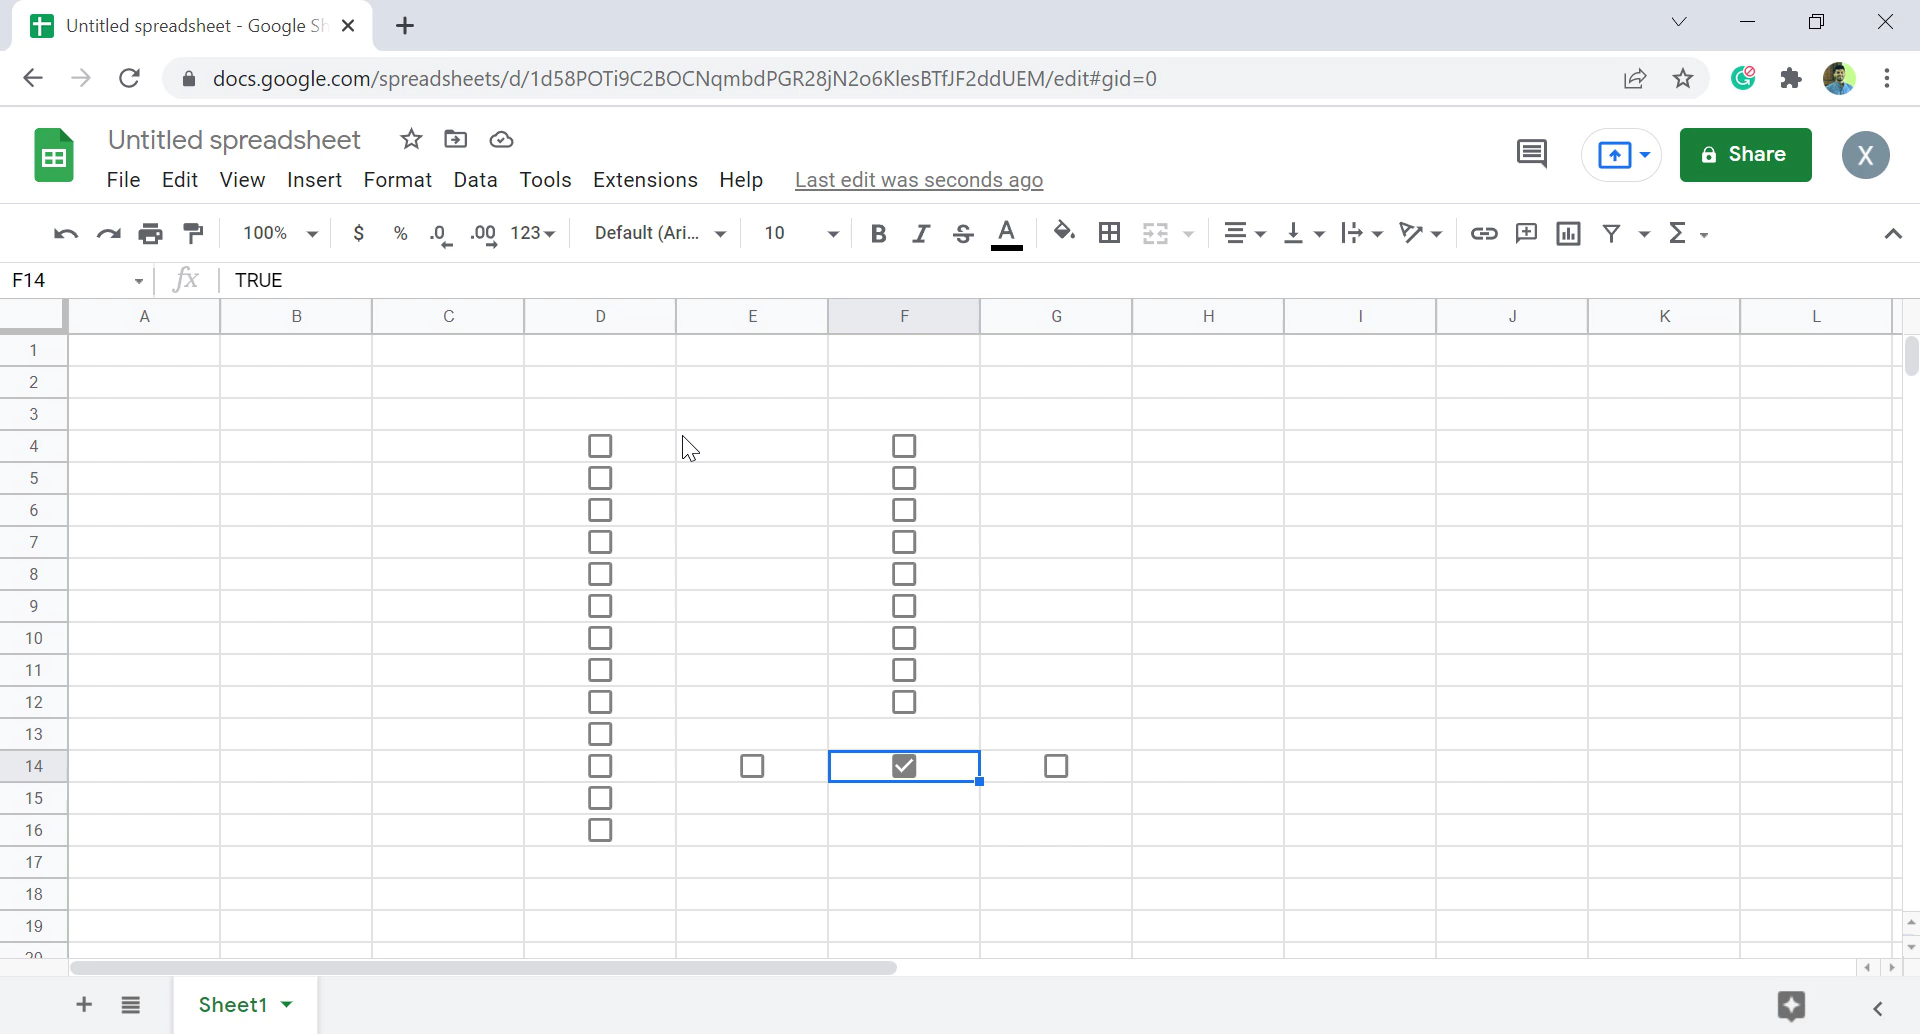 Untitled spreadsheet - Google Sh
docs.google.com/spreadsheets/d/1d58POTi9C2BOCNqmbdPGR28jN2o6KlesBTfJF2ddUEM/edit#gid=0
Untitled spreadsheet
File Edit View Insert Format Data Tools Extensions Help Last edit was seconds ago
Share
X
100% $ % .0 .00 123 Default (Ari... 10 B I S A Σ
F14 fx TRUE
A B C D E F G H I J K L
1
2
3
4
5
6
7
8
9
10
11
12
13
14
15
16
17
18
19
20
+ Sheet1